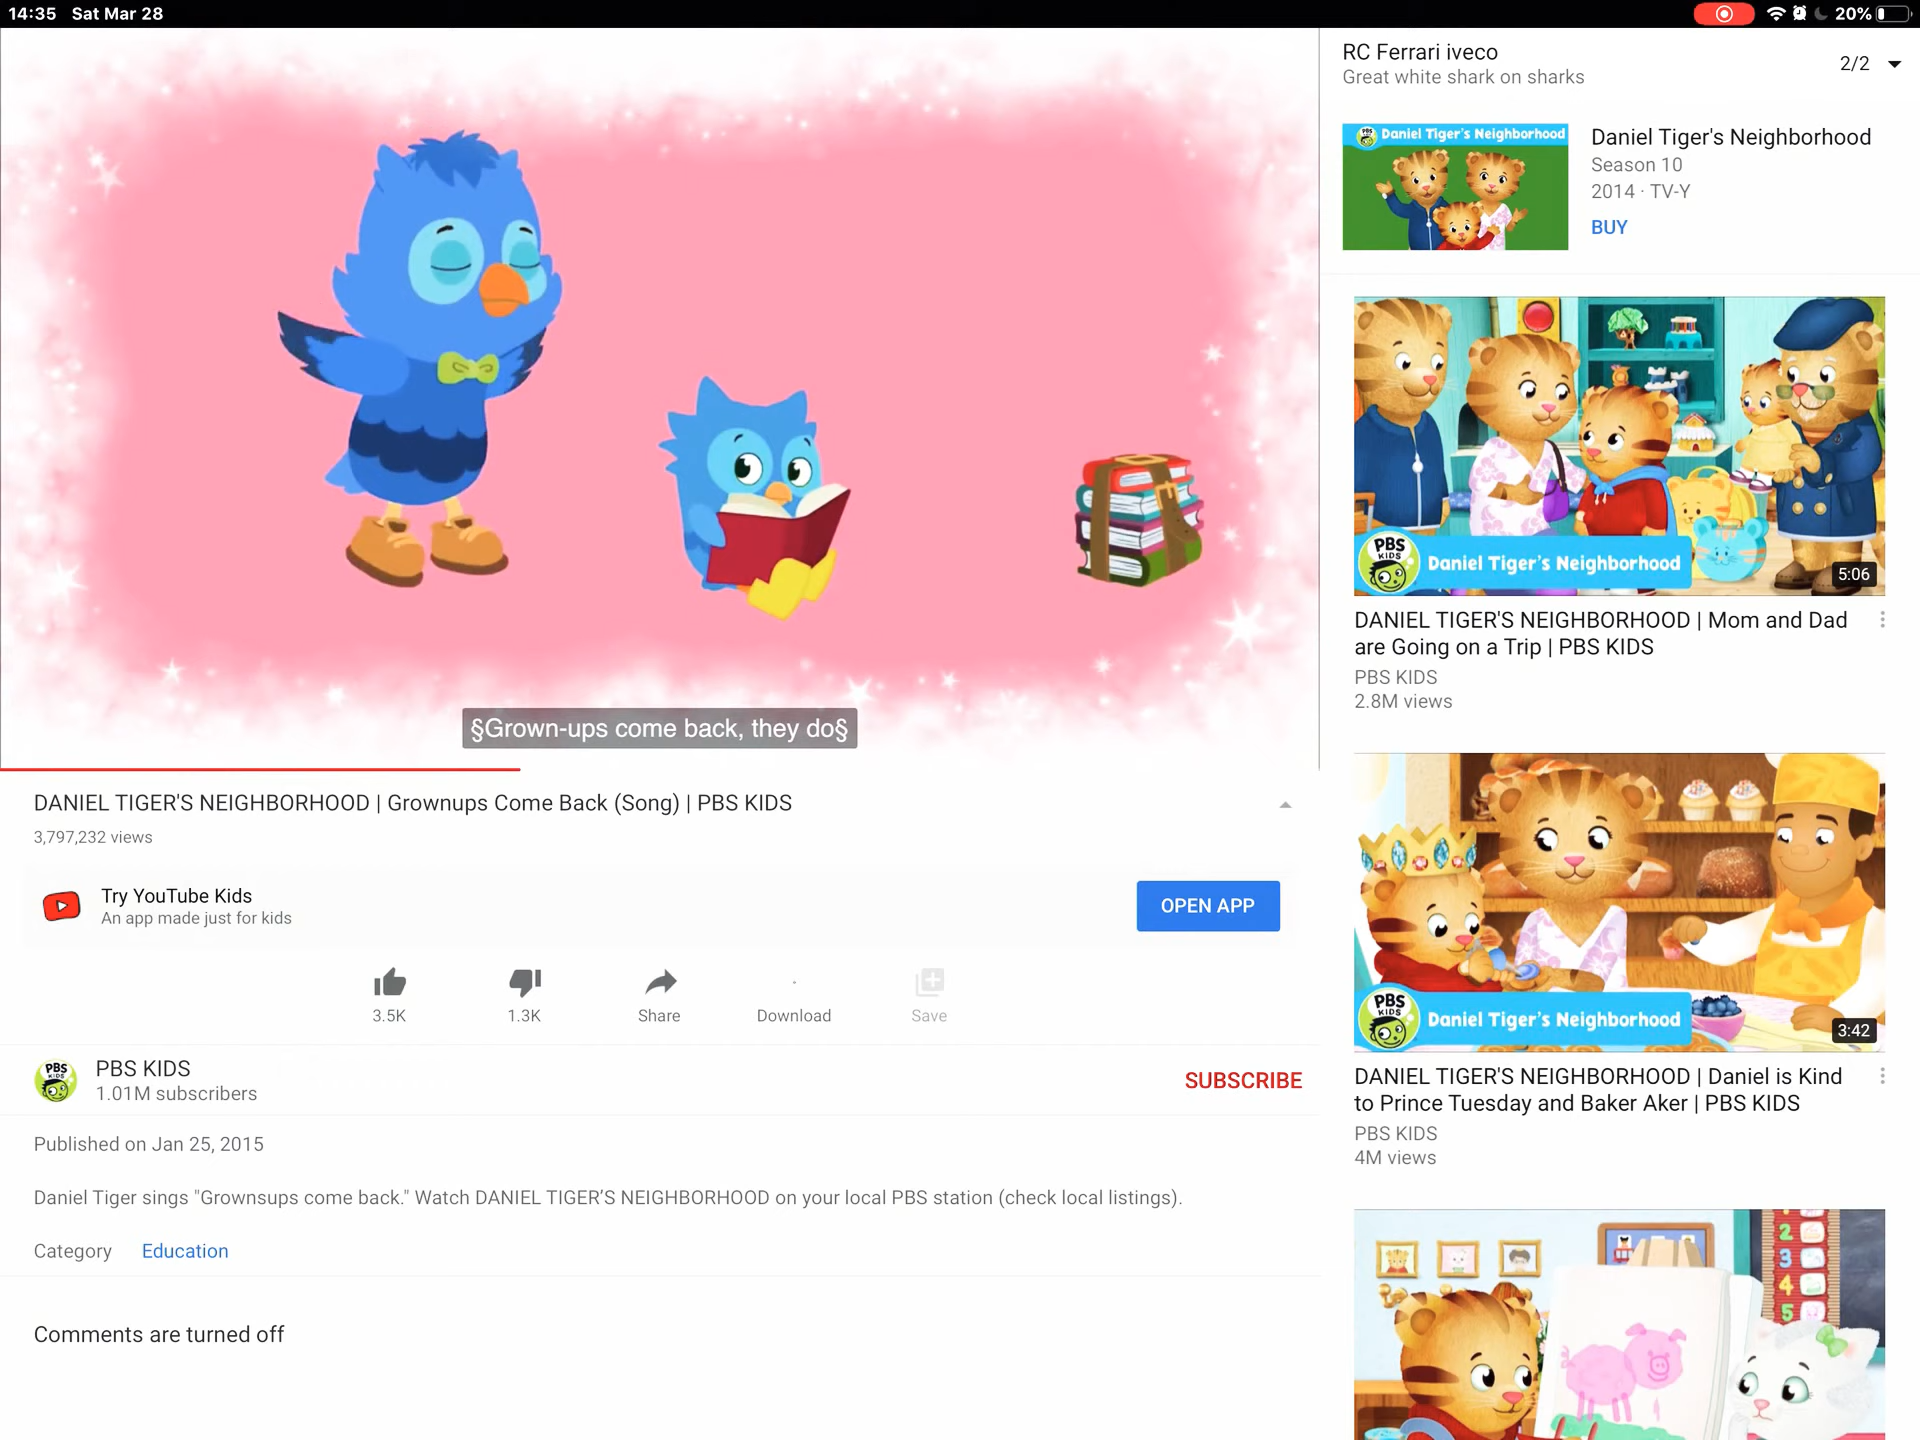 14:35 Sat Mar 28
20%
§Grown-ups come back, they do§
DANIEL TIGER'S NEIGHBORHOOD | Grownups Come Back (Song) | PBS KIDS
3,797,232 views
Try YouTube Kids
An app made just for kids
OPEN APP
3.5K
1.3K
Share
Download
Save
PBS KIDS
PBS KIDS
1.01M subscribers
SUBSCRIBE
Published on Jan 25, 2015
Daniel Tiger sings "Grownsups come back." Watch DANIEL TIGER’S NEIGHBORHOOD on your local PBS station (check local listings).
Category Education
Comments are turned off
RC Ferrari iveco
Great white shark on sharks
2/2
PBS KIDS
Daniel Tiger's Neighborhood
Daniel Tiger's Neighborhood
Season 10
2014 · TV-Y
BUY
PBS
KIDS
Daniel Tiger's Neighborhood
5:06
DANIEL TIGER'S NEIGHBORHOOD | Mom and Dad
are Going on a Trip | PBS KIDS
PBS KIDS
2.8M views
PBS
KIDS
Daniel Tiger's Neighborhood
3:42
DANIEL TIGER'S NEIGHBORHOOD | Daniel is Kind
to Prince Tuesday and Baker Aker | PBS KIDS
PBS KIDS
4M views
2
3
4
5